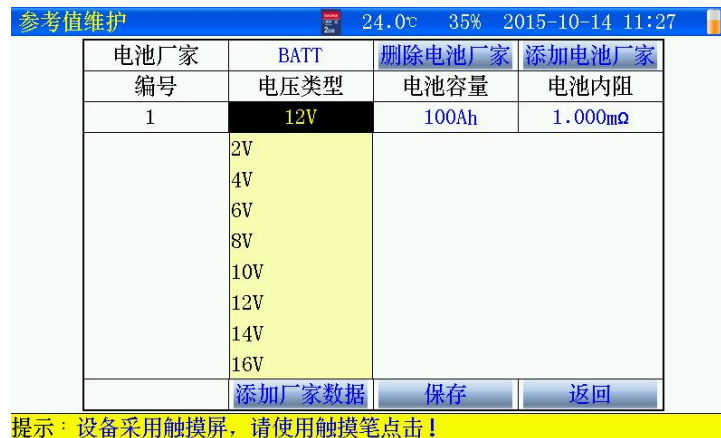 参考值维护 24.0℃ 35% 2015-10-14 11:27
电池厂家 BATT 删除电池厂家 添加电池厂家
编号 电压类型 电池容量 电池内阻
1 12V 100Ah 1.000mΩ
2V
4V
6V
8V
10V
12V
14V
16V
添加厂家数据 保存 返回
提示：设备采用触摸屏，请使用触摸笔点击！